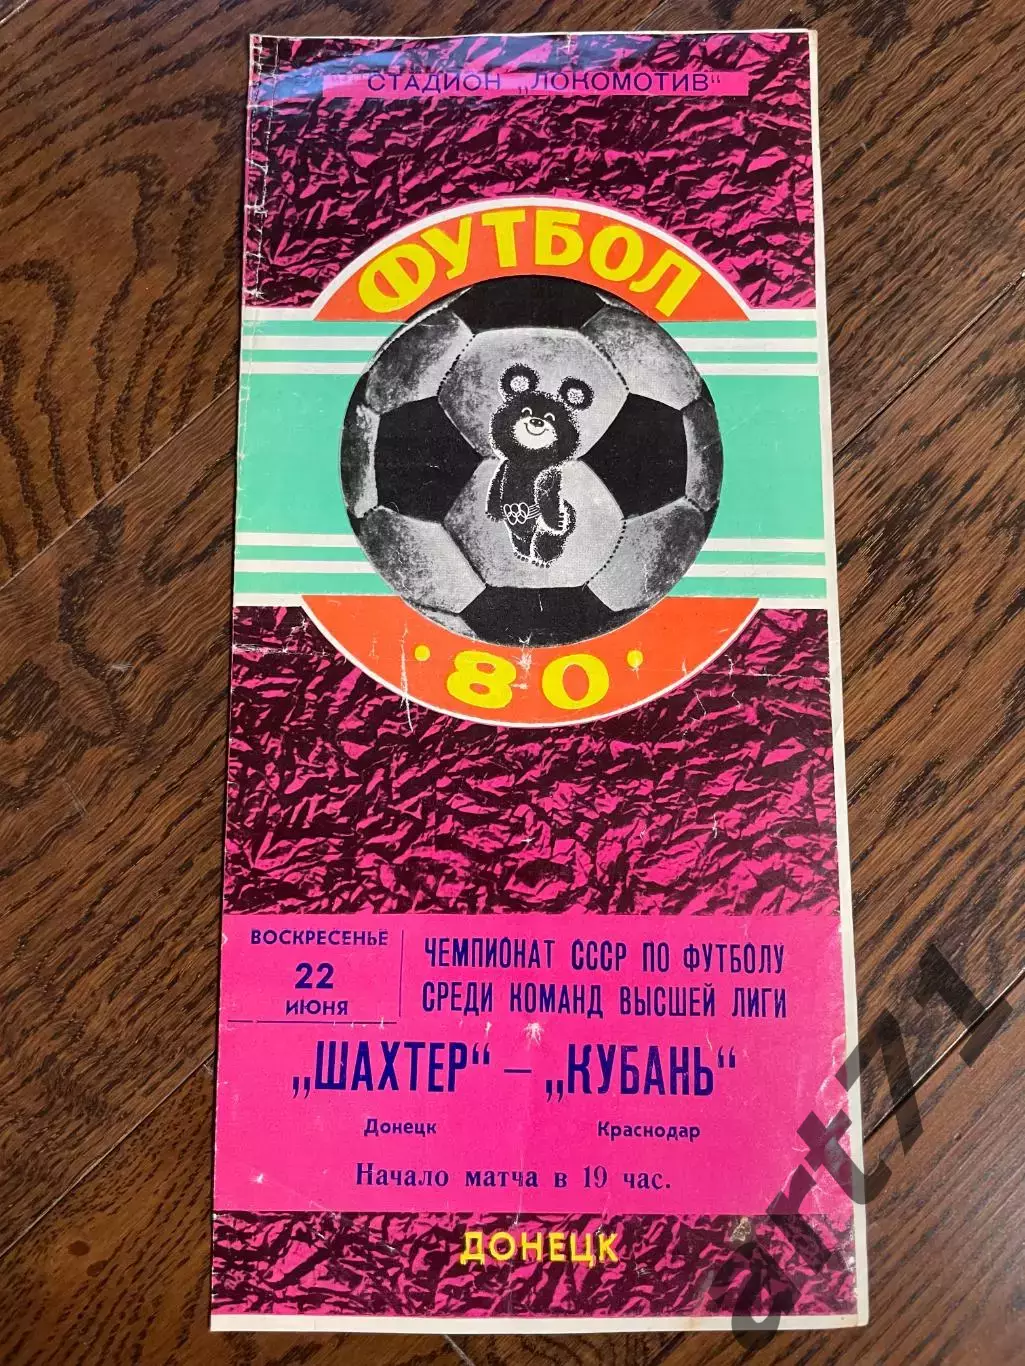 СТАДИОН „ЛОКОМОТИВ“
ФУТБОЛ
'80'
ВОСКРЕСЕНЬЕ
22
ИЮНЯ
ЧЕМПИОНАТ СССР ПО ФУТБОЛУ
СРЕДИ КОМАНД ВЫСШЕЙ ЛИГИ
„ШАХТЕР“ – „КУБАНЬ“
Донецк Краснодар
Начало матча в 19 час.
ДОНЕЦК
art71